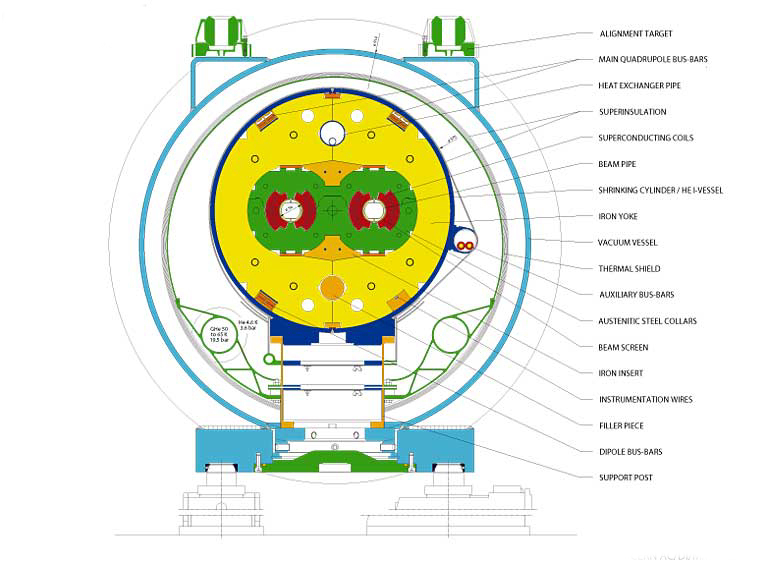 ALIGNMENT TARGET
MAIN QUADRUPOLE BUS-BARS
HEAT EXCHANGER PIPE
SUPERINSULATION
SUPERCONDUCTING COILS
BEAM PIPE
SHRINKING CYLINDER / HE I-VESSEL
IRON YOKE
VACUUM VESSEL
THERMAL SHIELD
AUXILIARY BUS-BARS
AUSTENITIC STEEL COLLARS
BEAM SCREEN
IRON INSERT
INSTRUMENTATION WIRES
FILLER PIECE
DIPOLE BUS-BARS
SUPPORT POST
GHe 50
to 65 K
19.5 bar
He 4.6 K
3.6 bar